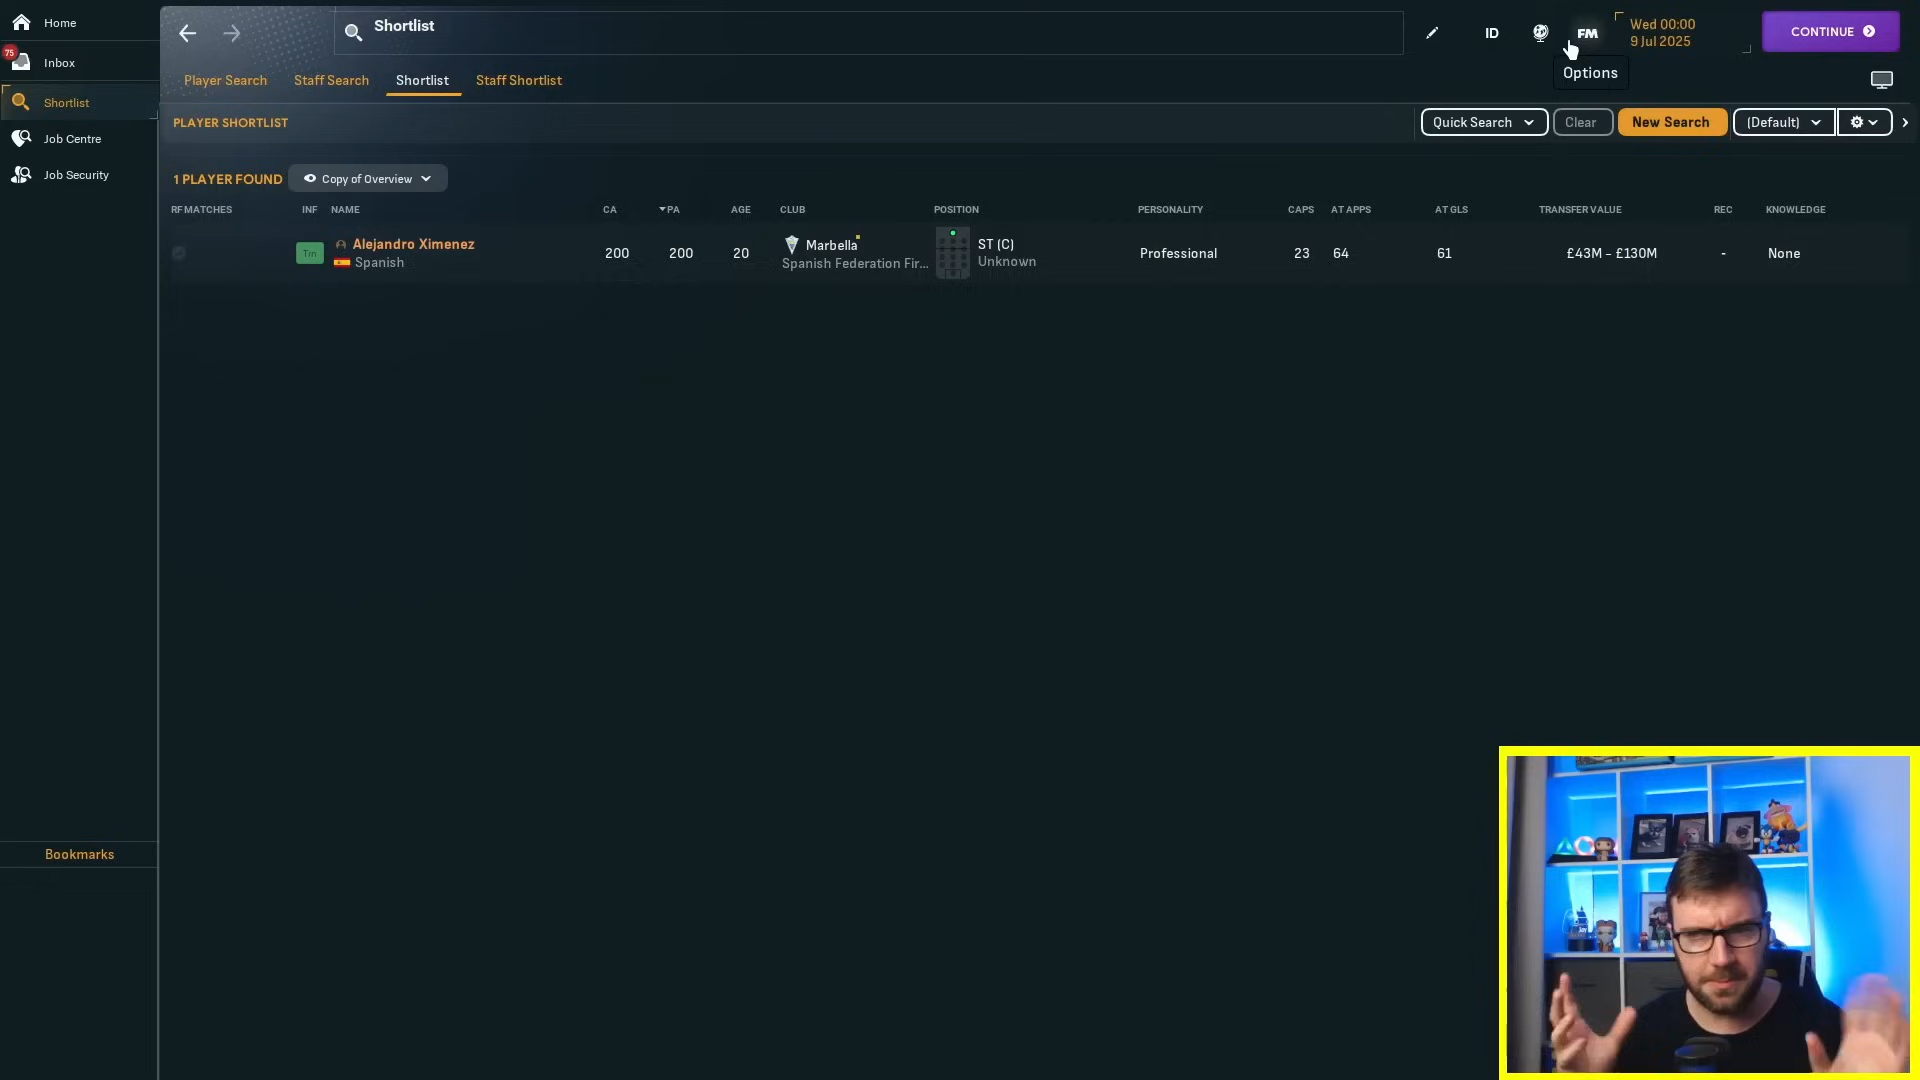 Home
75
Inbox
Shortlist
Job Centre
Job Security
Bookmarks
Shortlist
ID
FM
Wed 00:00
9 Jul 2025
CONTINUE
Options
Player Search
Staff Search
Shortlist
Staff Shortlist
PLAYER SHORTLIST
Quick Search
Clear
New Search
(Default)
1 PLAYER FOUND
Copy of Overview
RF MATCHES INF NAME CA PA AGE CLUB POSITION PERSONALITY CAPS AT APPS AT GLS TRANSFER VALUE REC KNOWLEDGE
Trn Alejandro Ximenez 200 200 20 Marbella ST (C) Professional 23 64 61 £43M - £130M - None
Spanish Spanish Federation Fir... Unknown